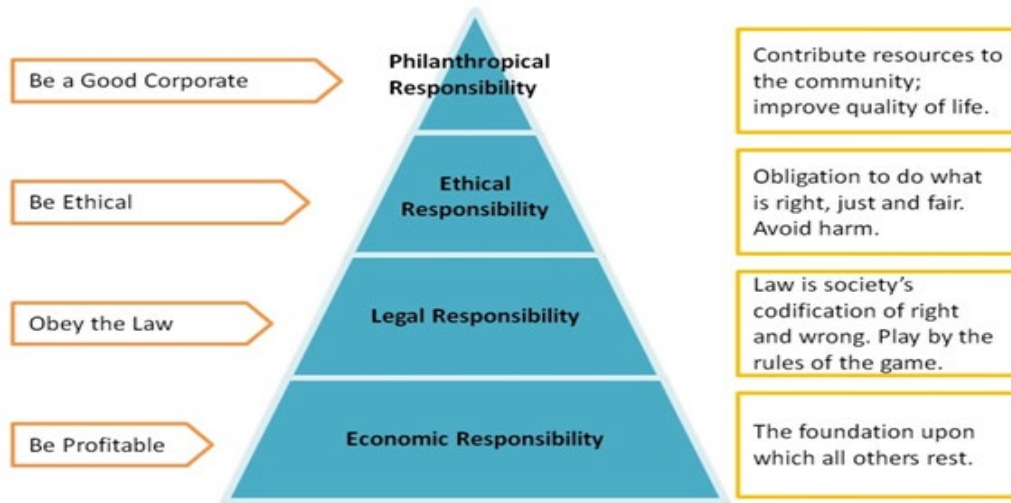 Be a Good Corporate
Philanthropical
Responsibility
Contribute resources to
the community;
improve quality of life.
Be Ethical
Ethical
Responsibility
Obligation to do what
is right, just and fair.
Avoid harm.
Obey the Law
Legal Responsibility
Law is society’s
codification of right
and wrong. Play by the
rules of the game.
Be Profitable
Economic Responsibility
The foundation upon
which all others rest.